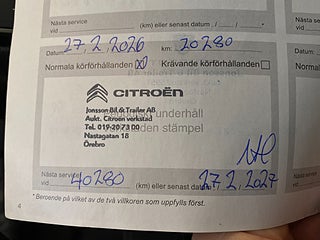 Nästa service
vid (km) eller senast datum: / -
Datum 27,2,2026 km: 20280
Normala körförhållanden Krävande körförhållanden
CITROËN
Jonsson Bil & Trailer AB
Aukt. Citroën verkstad
Tel. 019-20 73 00
Nastagatan 18
Örebro
underhåll
den stämpel
Nästa service
vid 40280 (km) eller senast datum 27,2,2027
* Beroende på vilket av de två villkoren som uppfylls först.
4